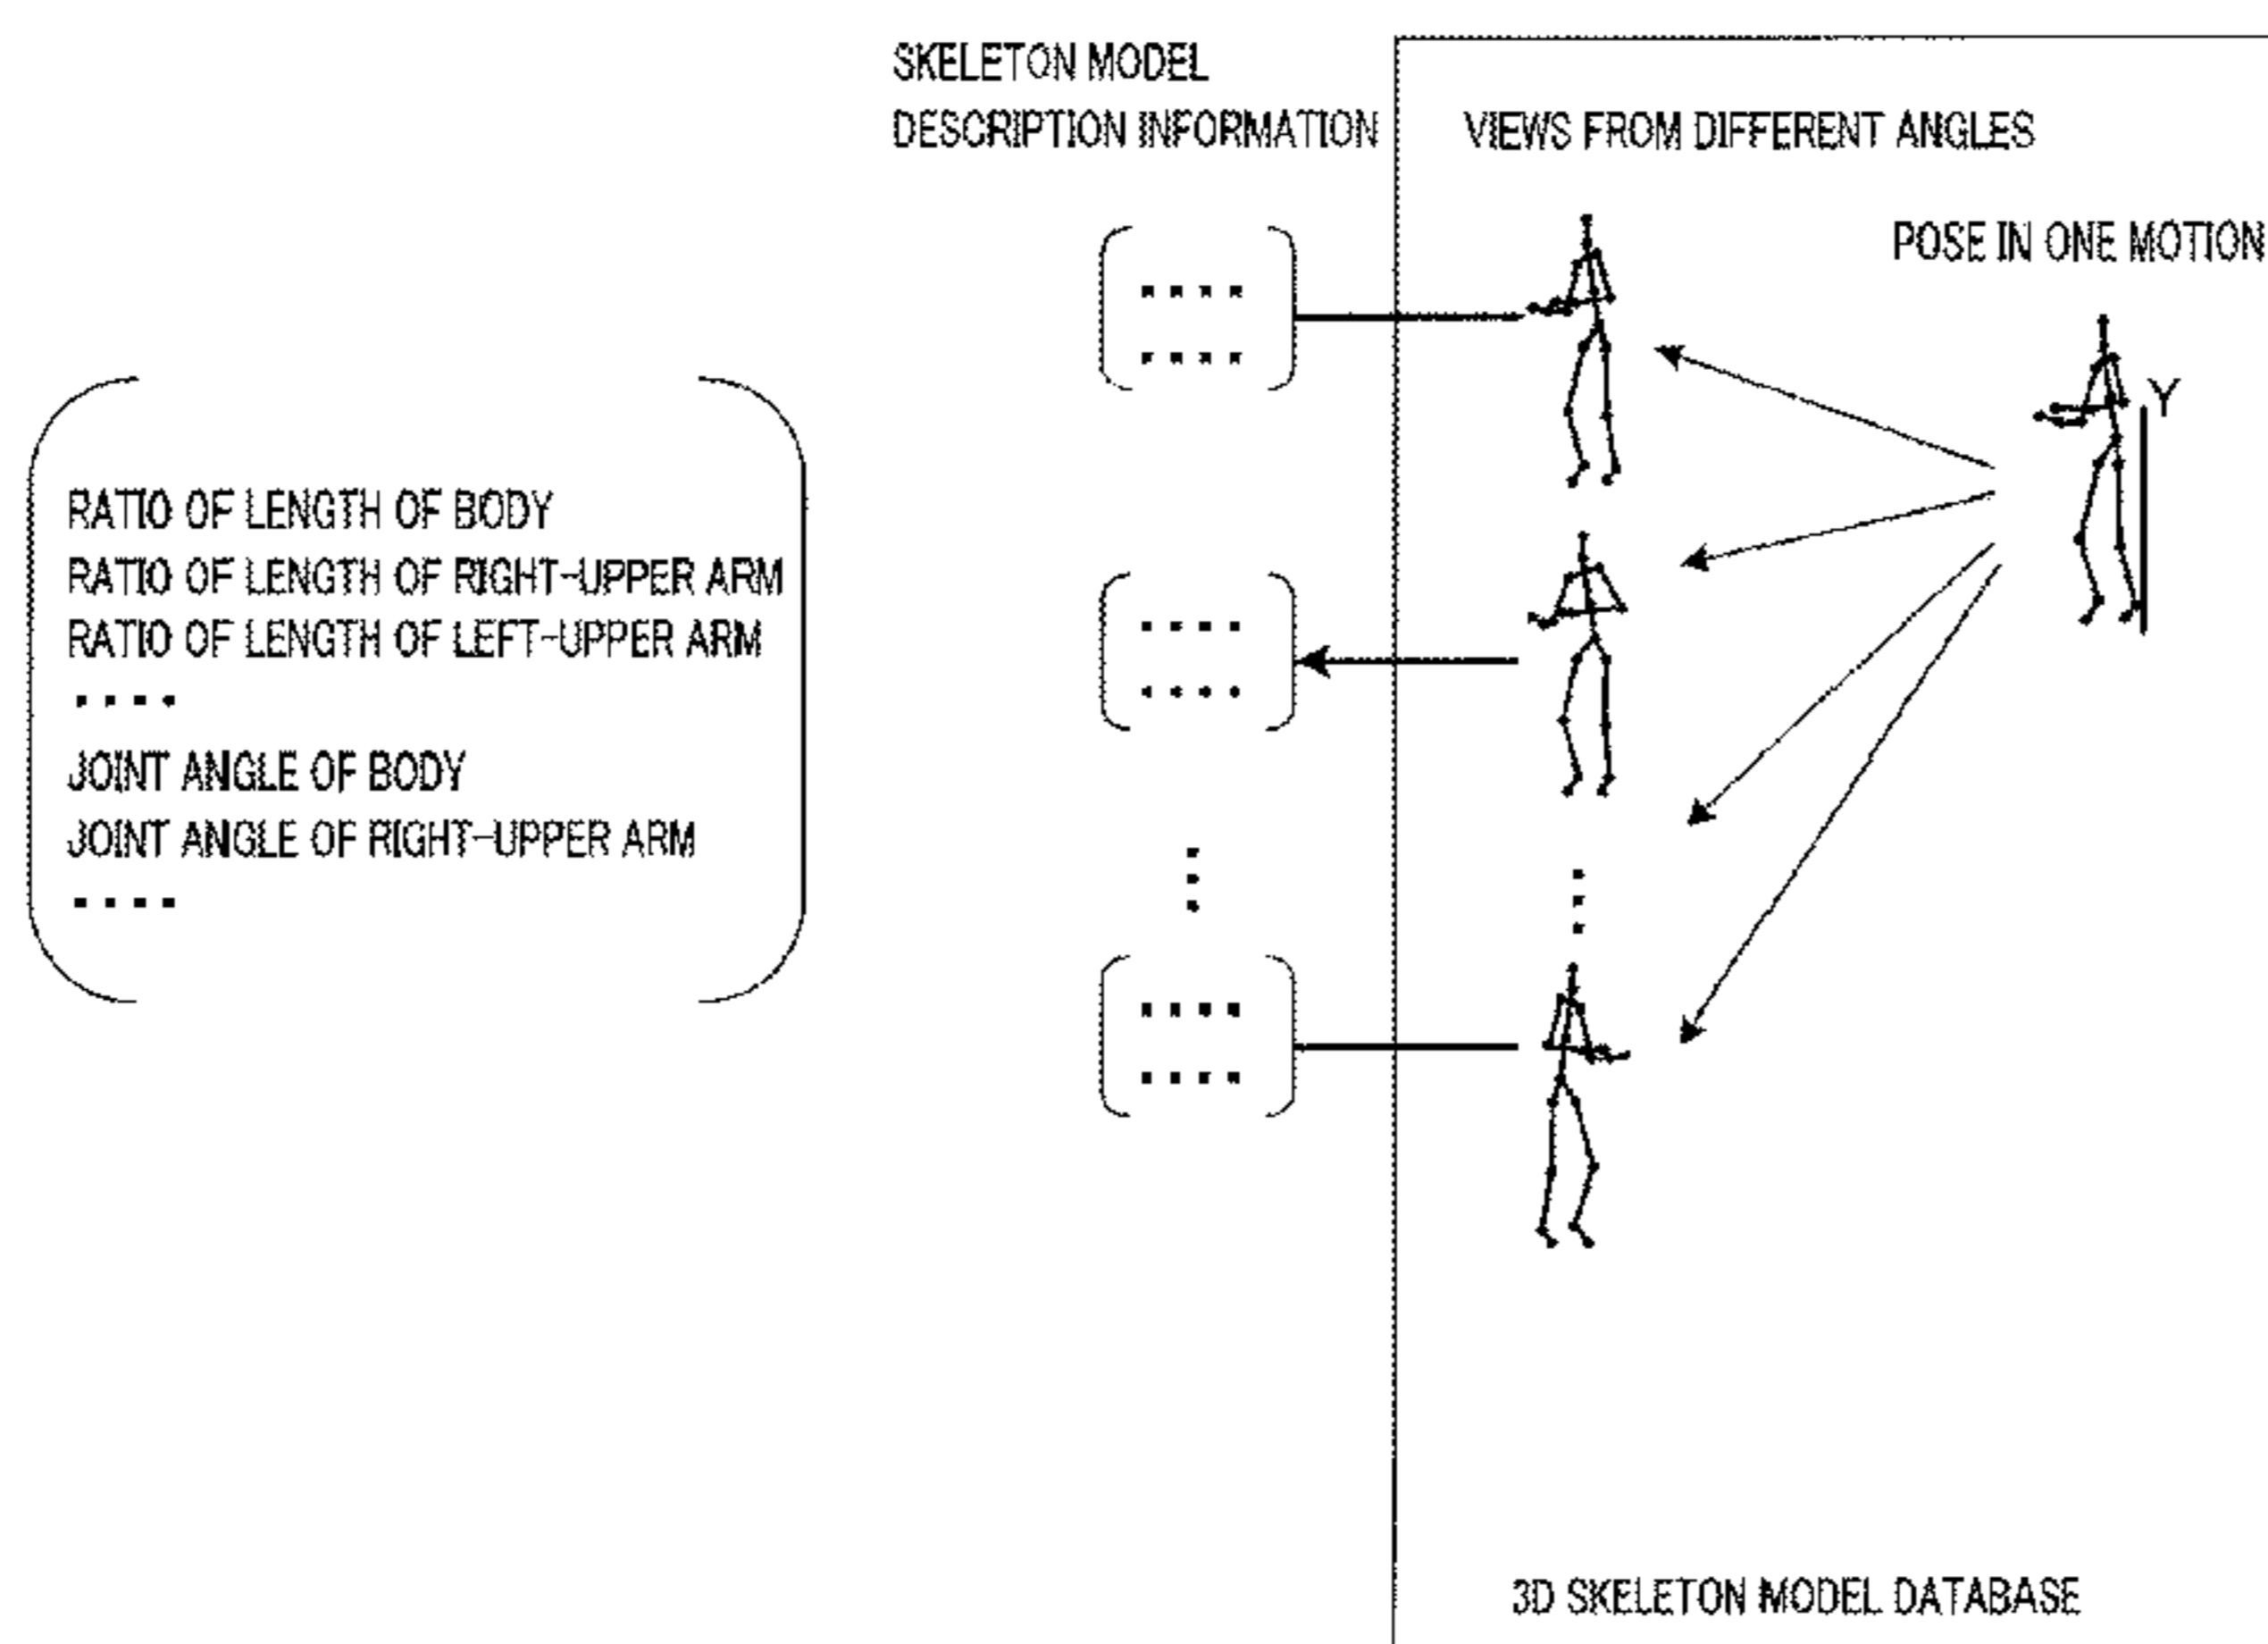 SKELETON MODEL
DESCRIPTION INFORMATION
VIEWS FROM DIFFERENT ANGLES
POSE IN ONE MOTION
Y
RATIO OF LENGTH OF BODY
RATIO OF LENGTH OF RIGHT-UPPER ARM
RATIO OF LENGTH OF LEFT-UPPER ARM
....
JOINT ANGLE OF BODY
JOINT ANGLE OF RIGHT-UPPER ARM
....
3D SKELETON MODEL DATABASE